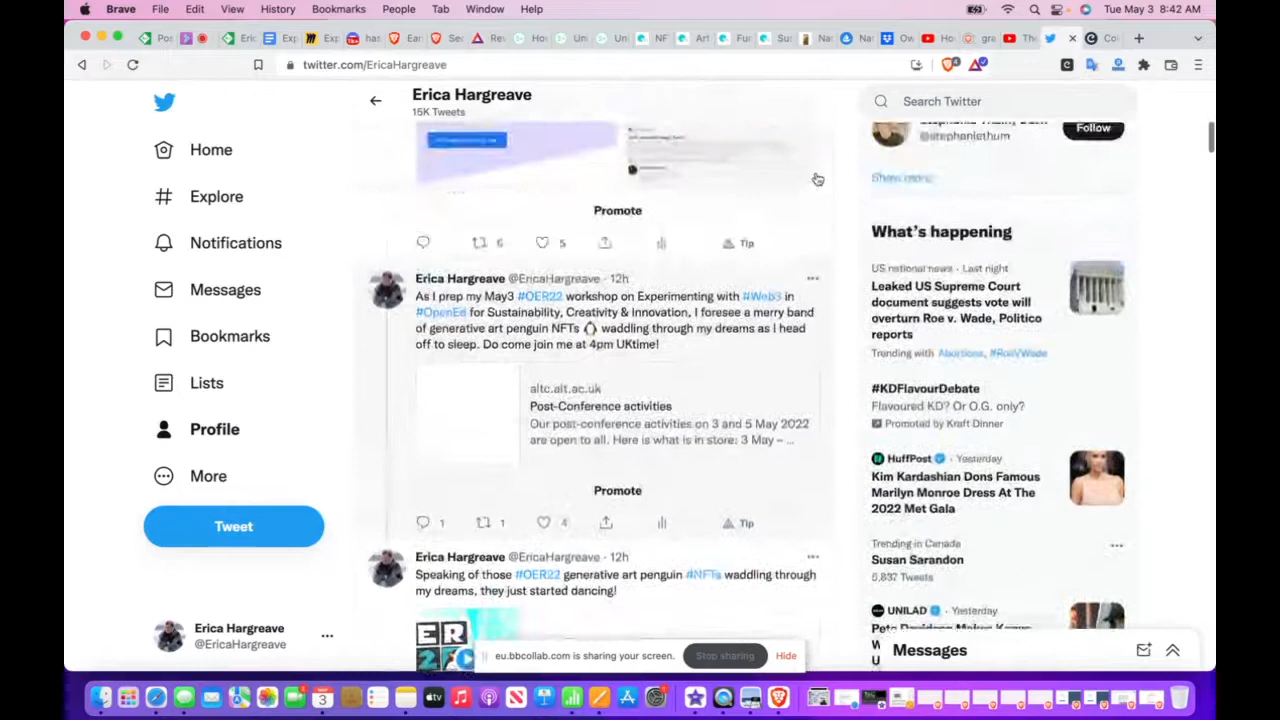 Brave File Edit View History Bookmarks People Tab Window Help
Tue May 3 8:42 AM
twitter.com/EricaHargreave
Erica Hargreave
15K Tweets
Search Twitter
Home
Explore
Notifications
Messages
Bookmarks
Lists
Profile
More
Tweet
Erica Hargreave
@EricaHargreave
Promote
6 5 Tip
Erica Hargreave @EricaHargreave · 12h
As I prep my May3 #OER22 workshop on Experimenting with #Web3 in
#OpenEd for Sustainability, Creativity & Innovation, I foresee a merry band
of generative art penguin NFTs 🐧 waddling through my dreams as I head
off to sleep. Do come join me at 4pm UKtime!
altc.alt.ac.uk
Post-Conference activities
Our post-conference activities on 3 and 5 May 2022
are open to all. Here is what is in store: 3 May – ...
Promote
1 1 4 Tip
Erica Hargreave @EricaHargreave · 12h
Speaking of those #OER22 generative art penguin #NFTs waddling through
my dreams, they just started dancing!
eu.bbcollab.com is sharing your screen. Stop sharing Hide
@stephaniethum
Follow
Show more
What's happening
US national news · Last night
Leaked US Supreme Court
document suggests vote will
overturn Roe v. Wade, Politico
reports
Trending with Abortions, #RoeVWade
#KDFlavourDebate
Flavoured KD? Or O.G. only?
Promoted by Kraft Dinner
HuffPost · Yesterday
Kim Kardashian Dons Famous
Marilyn Monroe Dress At The
2022 Met Gala
Trending in Canada
Susan Sarandon
5,837 Tweets
UNILAD · Yesterday
Messages